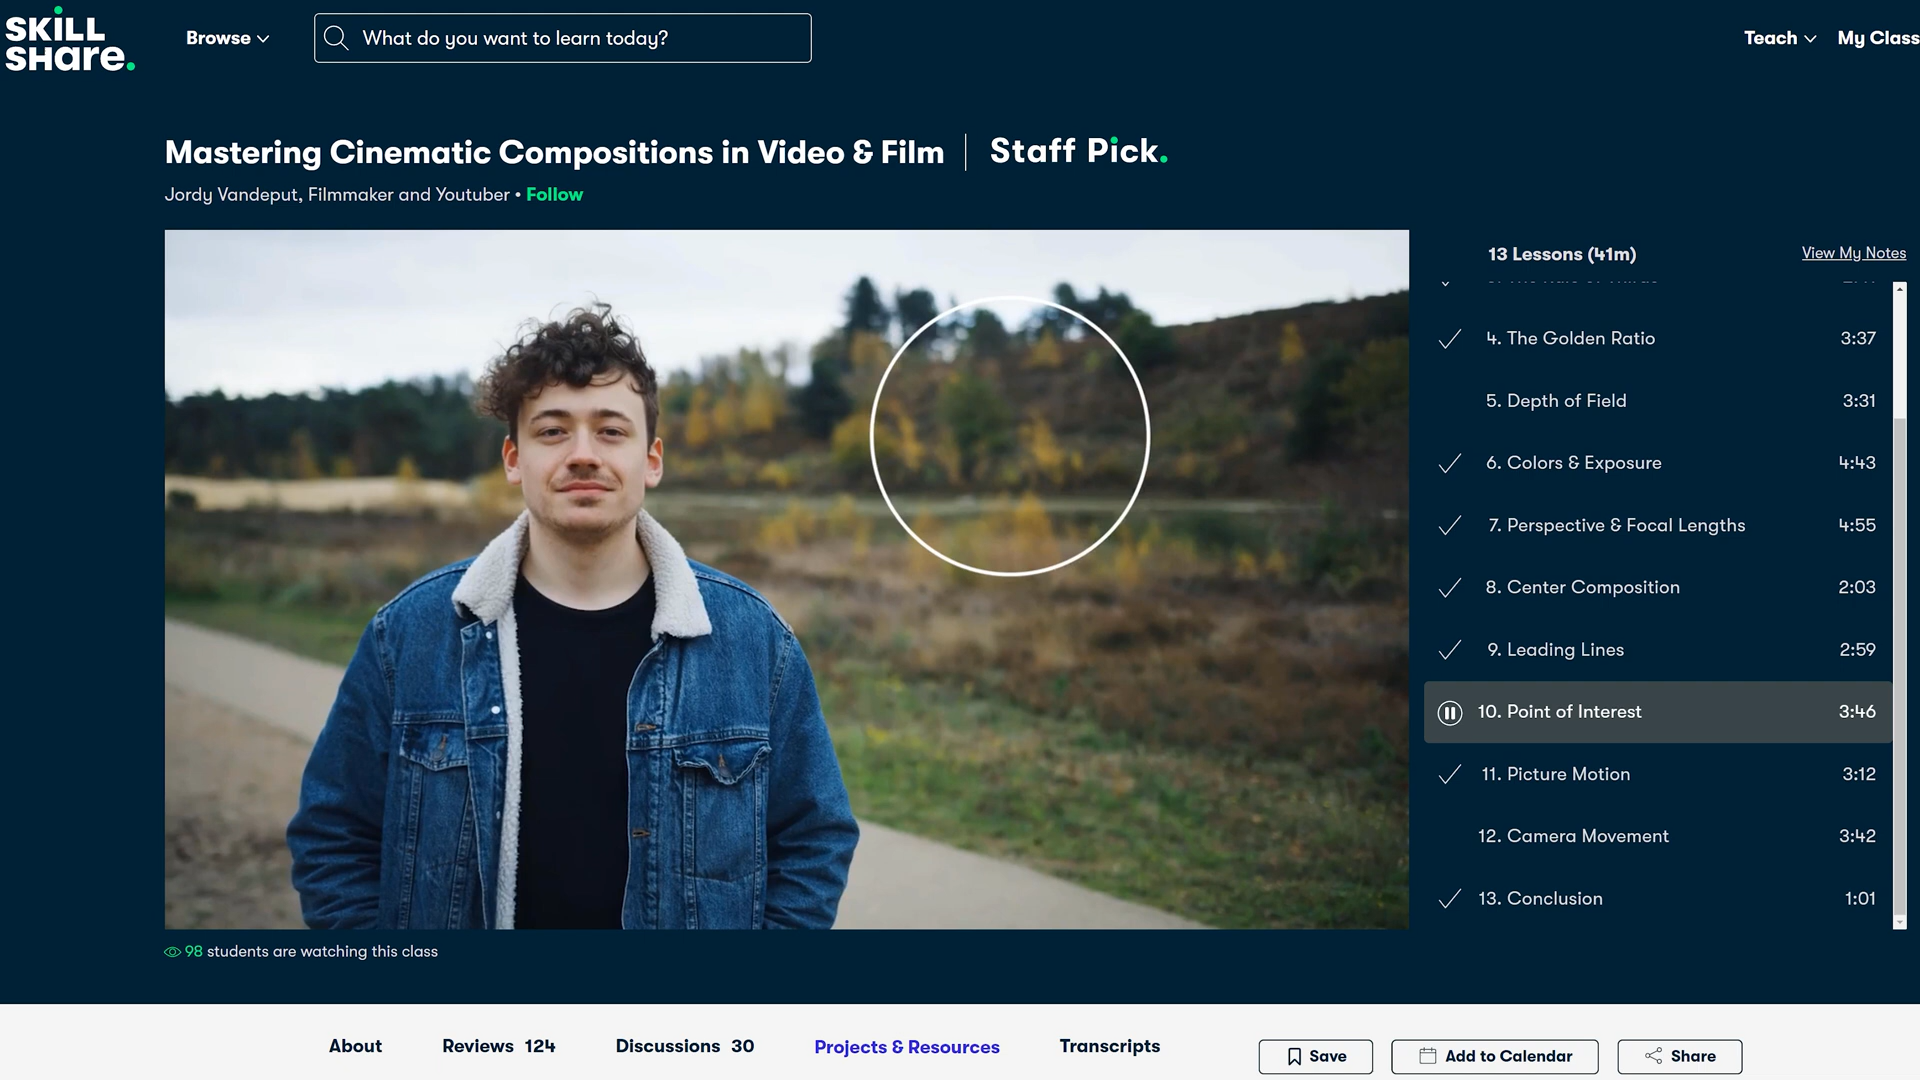 SKILL
SHare.
Browse
What do you want to learn today?
Teach
My Class
Mastering Cinematic Compositions in Video & Film
Staff Pick.
Jordy Vandeput, Filmmaker and Youtuber • Follow
13 Lessons (41m)
View My Notes
4. The Golden Ratio 3:37
5. Depth of Field 3:31
6. Colors & Exposure 4:43
7. Perspective & Focal Lengths 4:55
8. Center Composition 2:03
9. Leading Lines 2:59
10. Point of Interest 3:46
11. Picture Motion 3:12
12. Camera Movement 3:42
13. Conclusion 1:01
98 students are watching this class
About
Reviews 124
Discussions 30
Projects & Resources
Transcripts
Save
Add to Calendar
Share